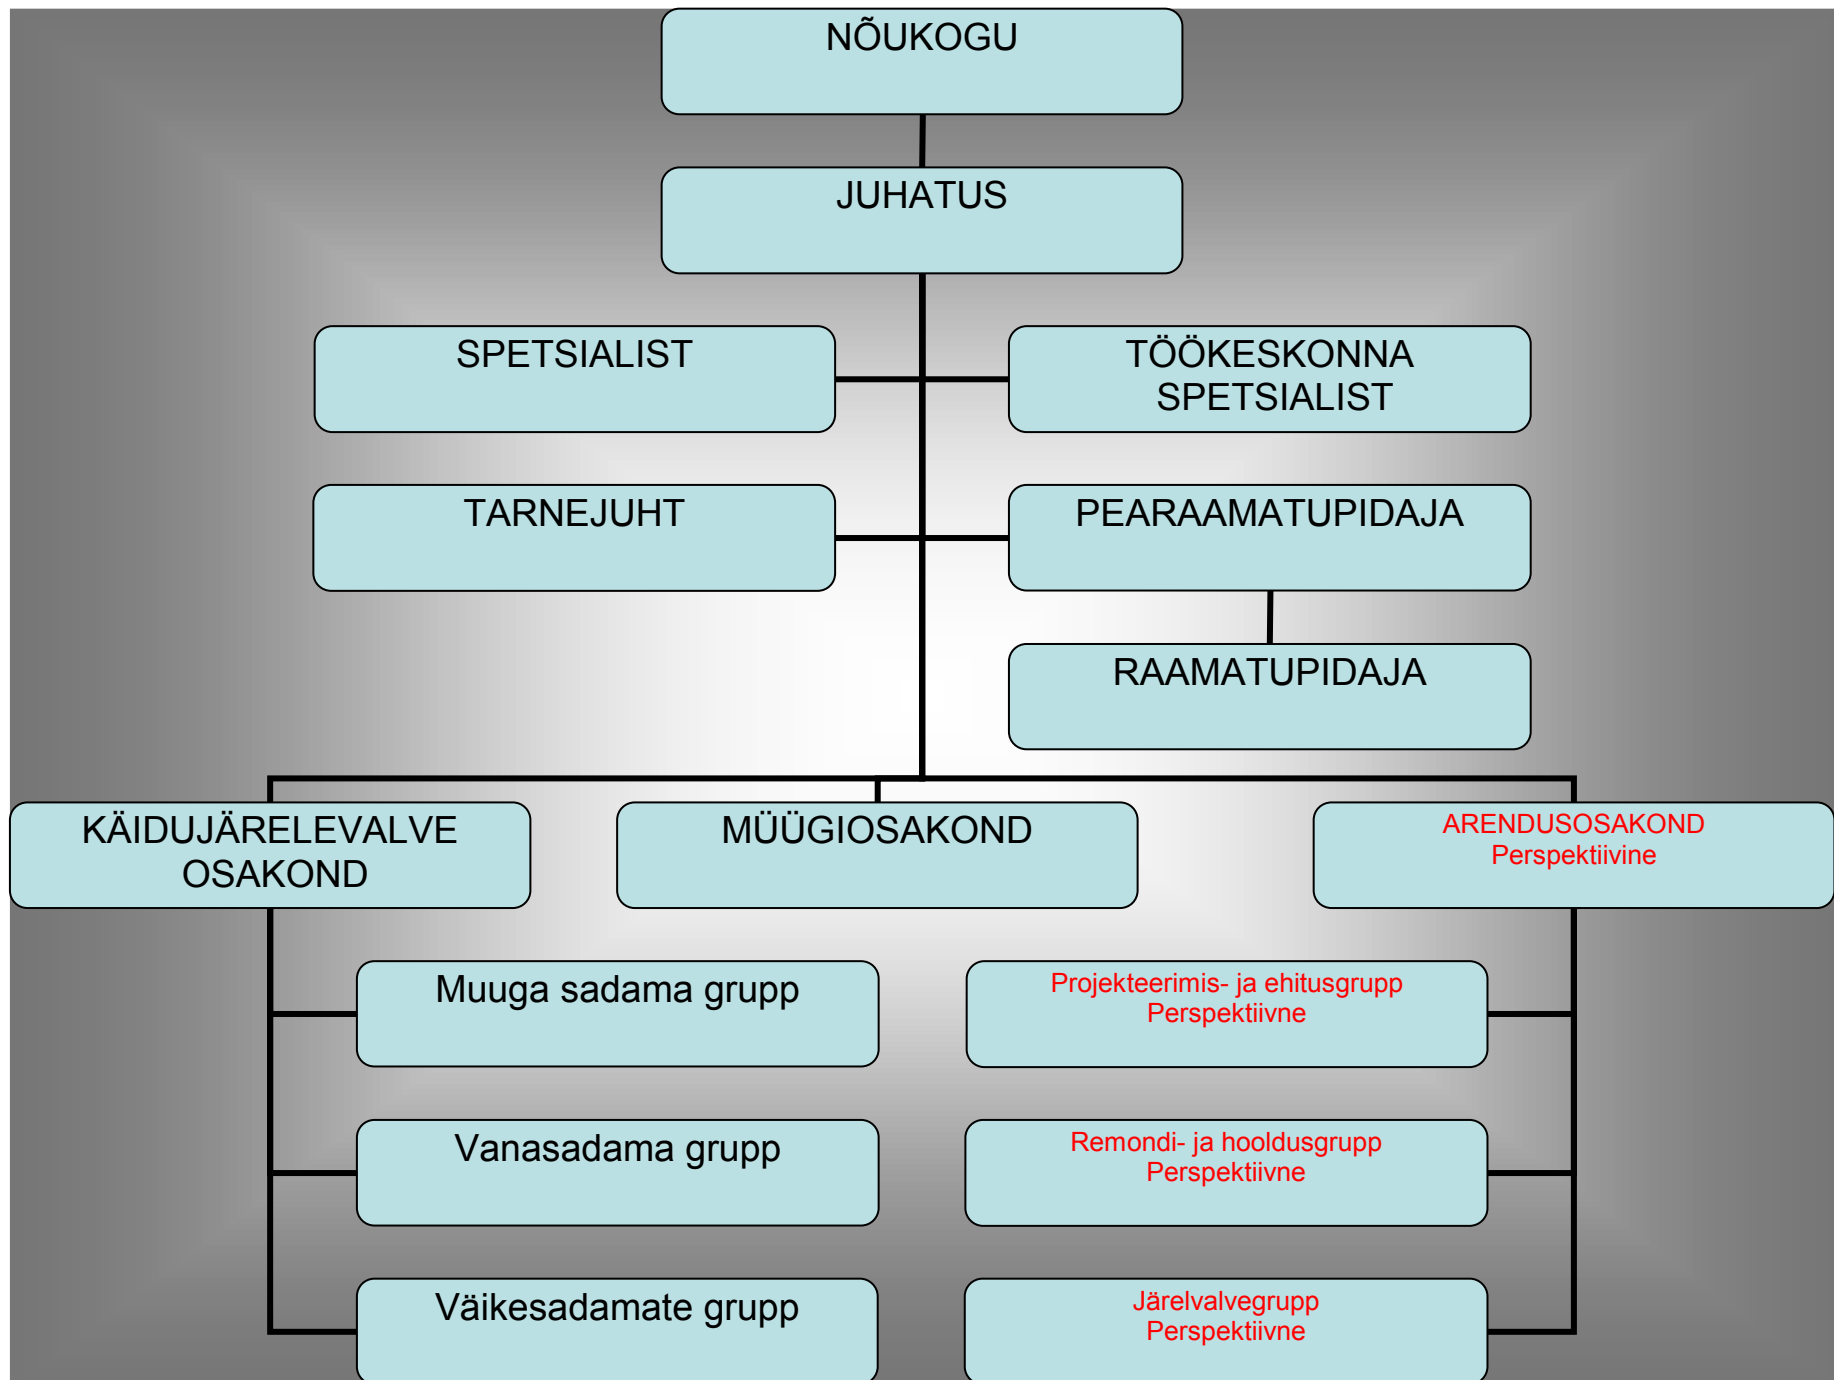 NÕUKOGU
JUHATUS
SPETSIALIST
TÖÖKESKONNA
SPETSIALIST
TARNEJUHT
PEARAAMATUPIDAJA
RAAMATUPIDAJA
KÄIDUJÄRELEVALVE
OSAKOND
MÜÜGIOSAKOND
ARENDUSOSAKOND
Perspektiivine
Muuga sadama grupp
Projekteerimis- ja ehitusgrupp
Perspektiivne
Vanasadama grupp
Remondi- ja hooldusgrupp
Perspektiivne
Väikesadamate grupp
Järelvalvegrupp
Perspektiivne